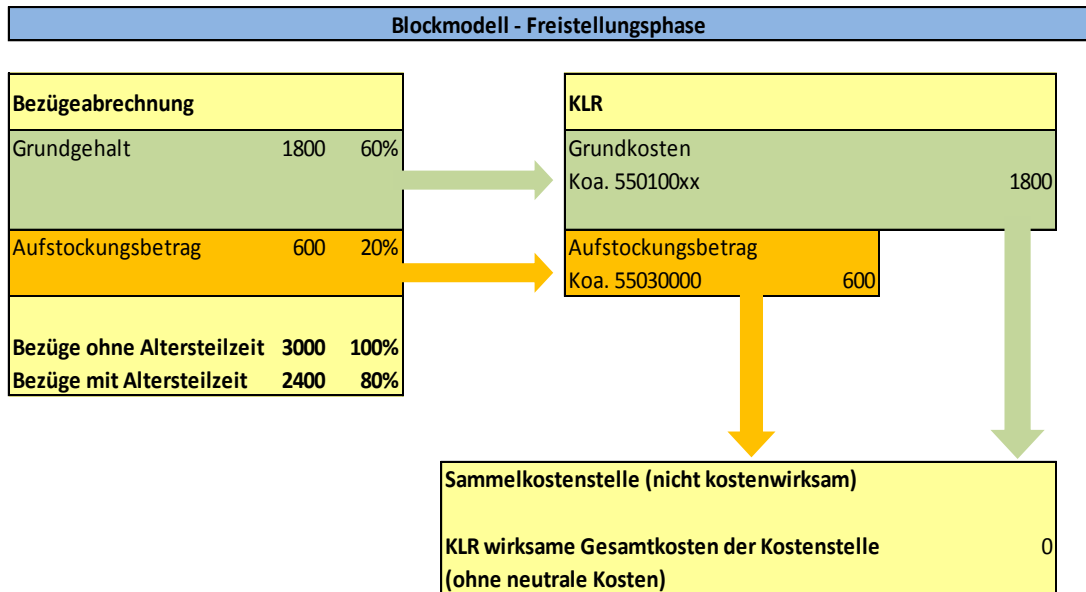 Blockmodell - Freistellungsphase
Bezügeabrechnung
Grundgehalt 1800 60%
Aufstockungsbetrag 600 20%
Bezüge ohne Altersteilzeit 3000 100%
Bezüge mit Altersteilzeit 2400 80%
KLR
Grundkosten
Koa. 550100xx 1800
Aufstockungsbetrag
Koa. 55030000 600
Sammelkostenstelle (nicht kostenwirksam)
KLR wirksame Gesamtkosten der Kostenstelle 0
(ohne neutrale Kosten)